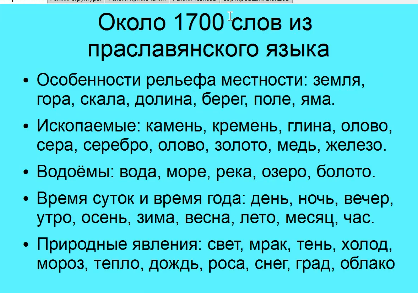 Около 1700 слов из
праславянского языка
• Особенности рельефа местности: земля,
гора, скала, долина, берег, поле, яма.
• Ископаемые: камень, кремень, глина, олово,
сера, серебро, олово, золото, медь, железо.
• Водоёмы: вода, море, река, озеро, болото.
• Время суток и время года: день, ночь, вечер,
утро, осень, зима, весна, лето, месяц, час.
• Природные явления: свет, мрак, тень, холод,
мороз, тепло, дождь, роса, снег, град, облако